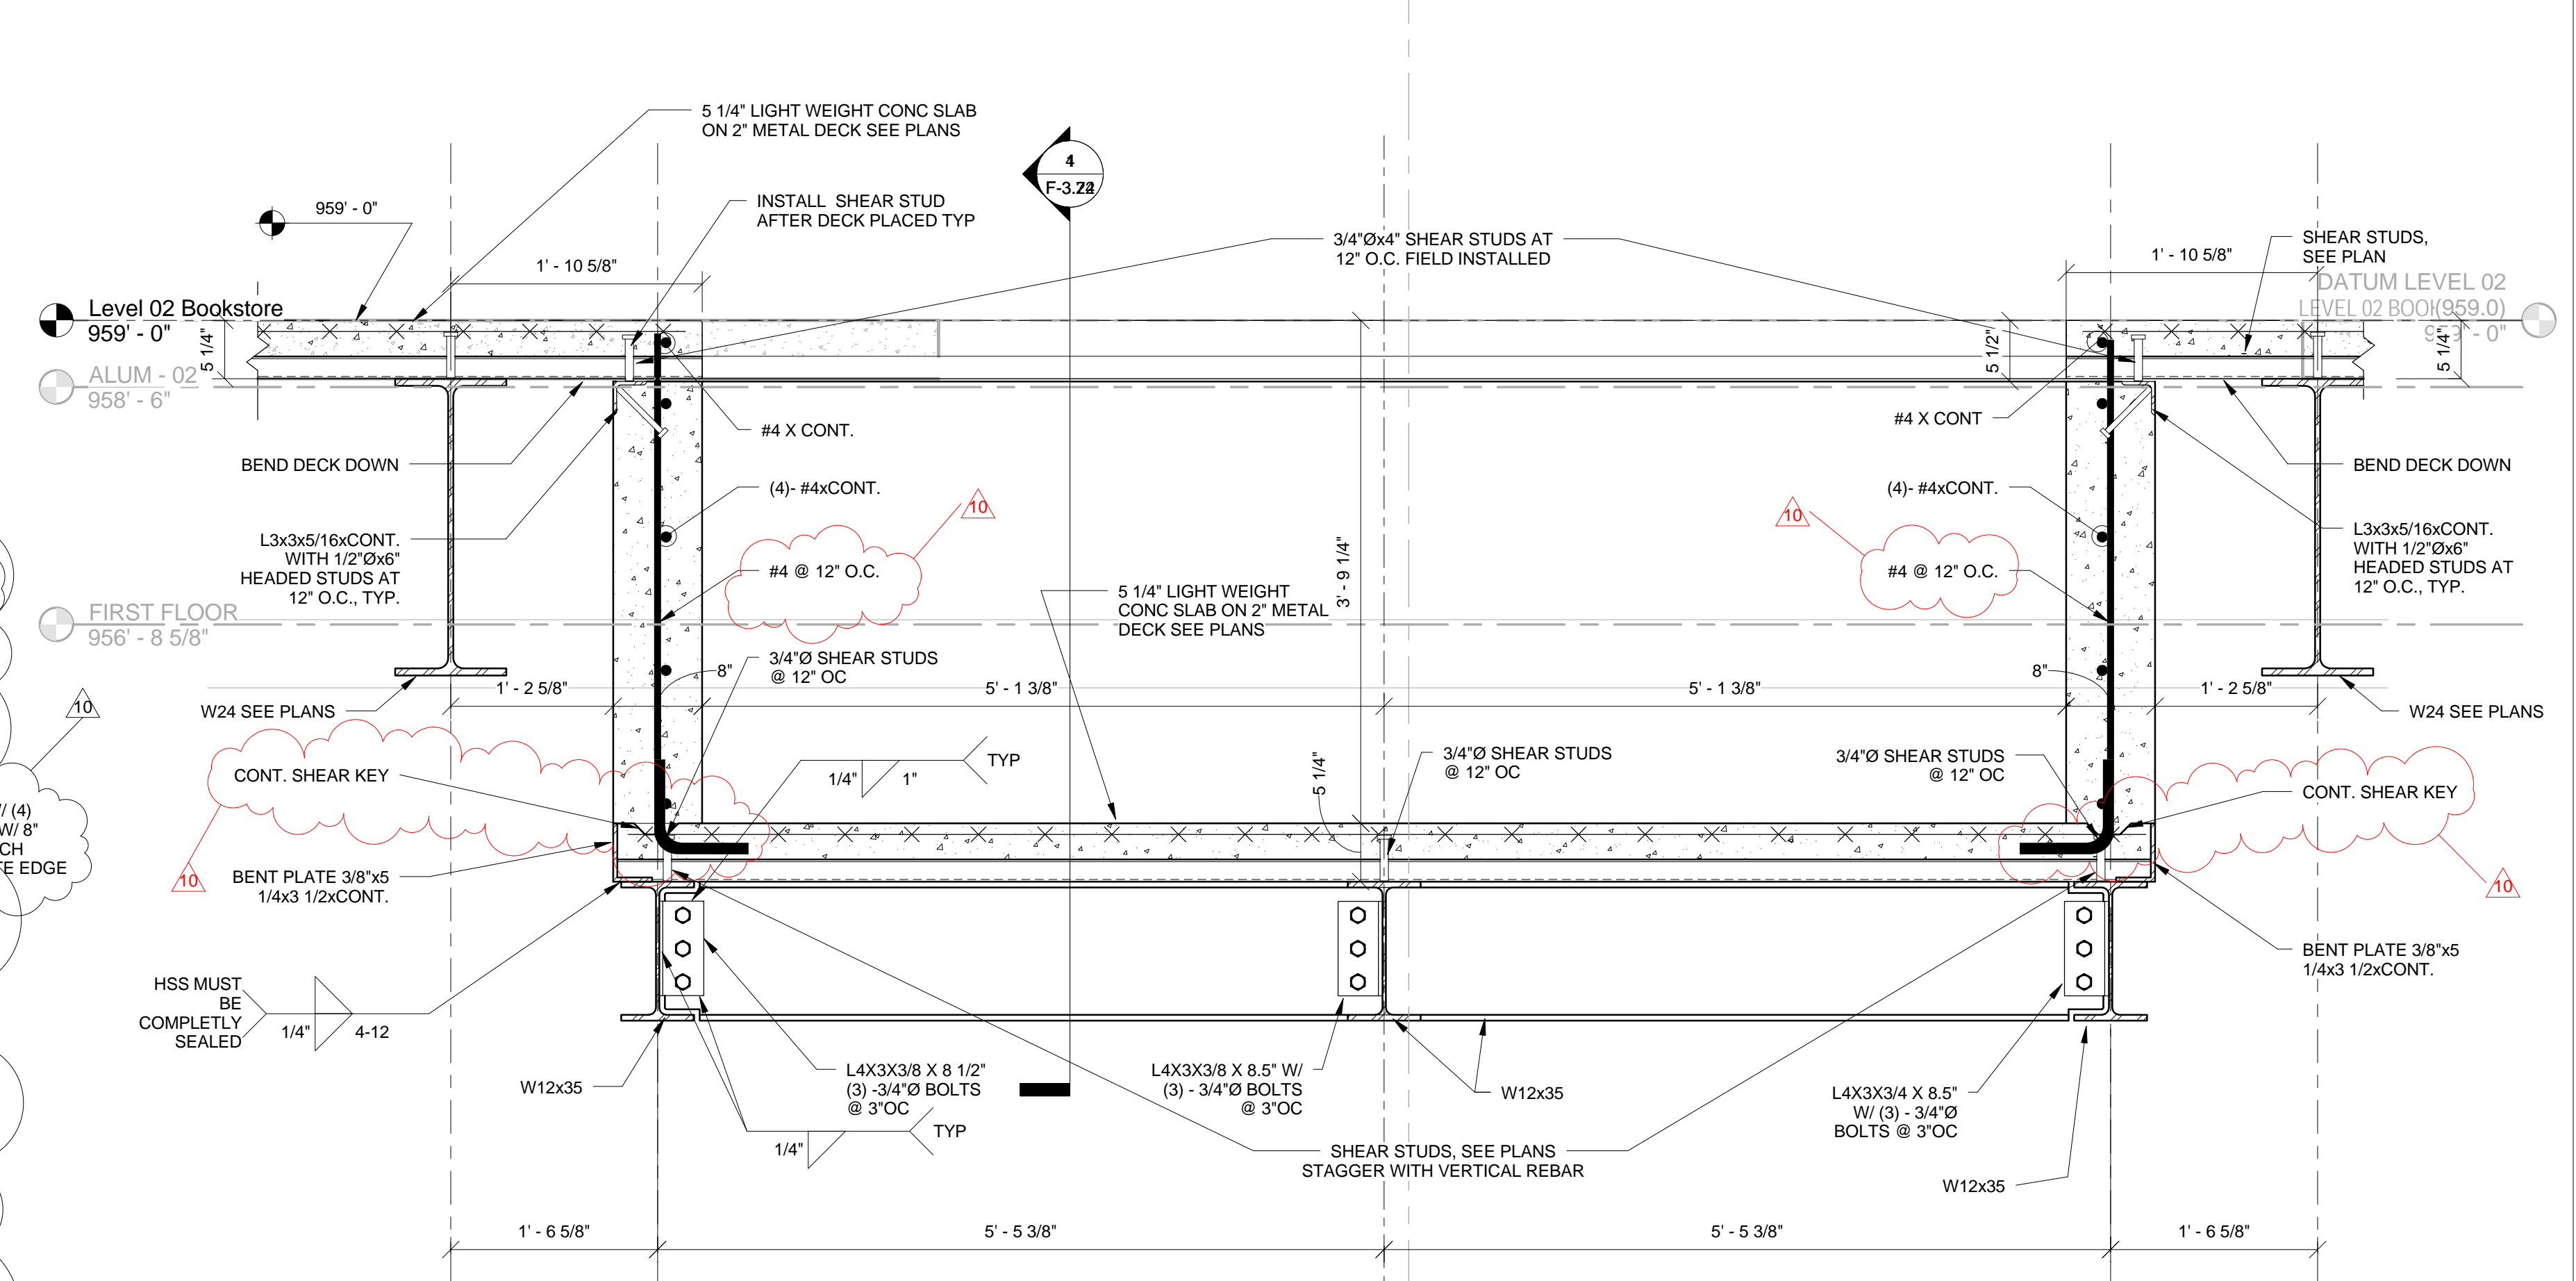 5 1/4" LIGHT WEIGHT CONC SLAB
ON 2" METAL DECK SEE PLANS
4
INSTALL SHEAR STUD
AFTER DECK PLACED TYP
959' - 0"
3/4"Øx4" SHEAR STUDS AT
12" O.C. FIELD INSTALLED
SHEAR STUDS,
SEE PLAN
1' - 10 5/8"
1' - 10 5/8"
DATUM LEVEL 02
(959.0)
Level 02 Bookstore
959' - 0"
5 1/4"
5 1/2"
5 1/4"
ALUM - 02
958' - 6"
#4 X CONT.
#4 X CONT
BEND DECK DOWN
BEND DECK DOWN
(4)- #4xCONT.
(4)- #4xCONT.
10
10
L3x3x5/16xCONT.
WITH 1/2"Øx6"
HEADED STUDS AT
12" O.C., TYP.
L3x3x5/16xCONT.
WITH 1/2"Øx6"
HEADED STUDS AT
12" O.C., TYP.
#4 @ 12" O.C.
#4 @ 12" O.C.
3' - 9 1/4"
5 1/4" LIGHT WEIGHT
CONC SLAB ON 2" METAL
DECK SEE PLANS
FIRST FLOOR
956' - 8 5/8"
3/4"Ø SHEAR STUDS
@ 12" OC
8"
8"
1' - 2 5/8"
5' - 1 3/8"
5' - 1 3/8"
1' - 2 5/8"
10
W24 SEE PLANS
W24 SEE PLANS
TYP
1/4"
1"
3/4"Ø SHEAR STUDS
@ 12" OC
3/4"Ø SHEAR STUDS
@ 12" OC
5 1/4"
CONT. SHEAR KEY
CONT. SHEAR KEY
/ (4)
W/ 8"
CH
E EDGE
10
10
BENT PLATE 3/8"x5
1/4x3 1/2xCONT.
BENT PLATE 3/8"x5
1/4x3 1/2xCONT.
HSS MUST
BE
COMPLETLY
SEALED
1/4"
4-12
L4X3X3/8 X 8 1/2"
(3) -3/4"Ø BOLTS
@ 3"OC
L4X3X3/8 X 8.5" W/
(3) - 3/4"Ø BOLTS
@ 3"OC
L4X3X3/4 X 8.5"
W/ (3) - 3/4"Ø
BOLTS @ 3"OC
W12x35
W12x35
W12x35
TYP
1/4"
SHEAR STUDS, SEE PLANS
STAGGER WITH VERTICAL REBAR
1' - 6 5/8"
5' - 5 3/8"
5' - 5 3/8"
1' - 6 5/8"